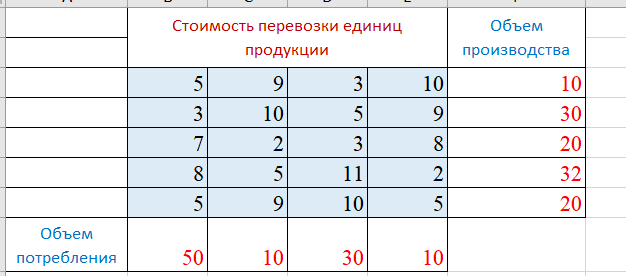 Стоимость перевозки единиц продукции Объем производства
5 9 3 10 10
3 10 5 9 30
7 2 3 8 20
8 5 11 2 32
5 9 10 5 20
Объем потребления 50 10 30 10